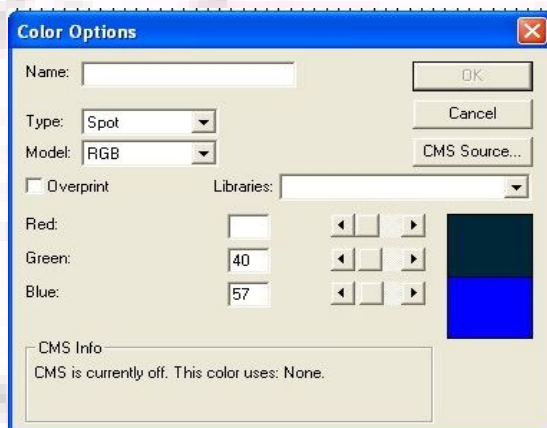 Color Options
Name:
OK
Type: Spot
Cancel
Model: RGB
CMS Source...
Overprint Libraries:
Red:
Green: 40
Blue: 57
CMS Info
CMS is currently off. This color uses: None.